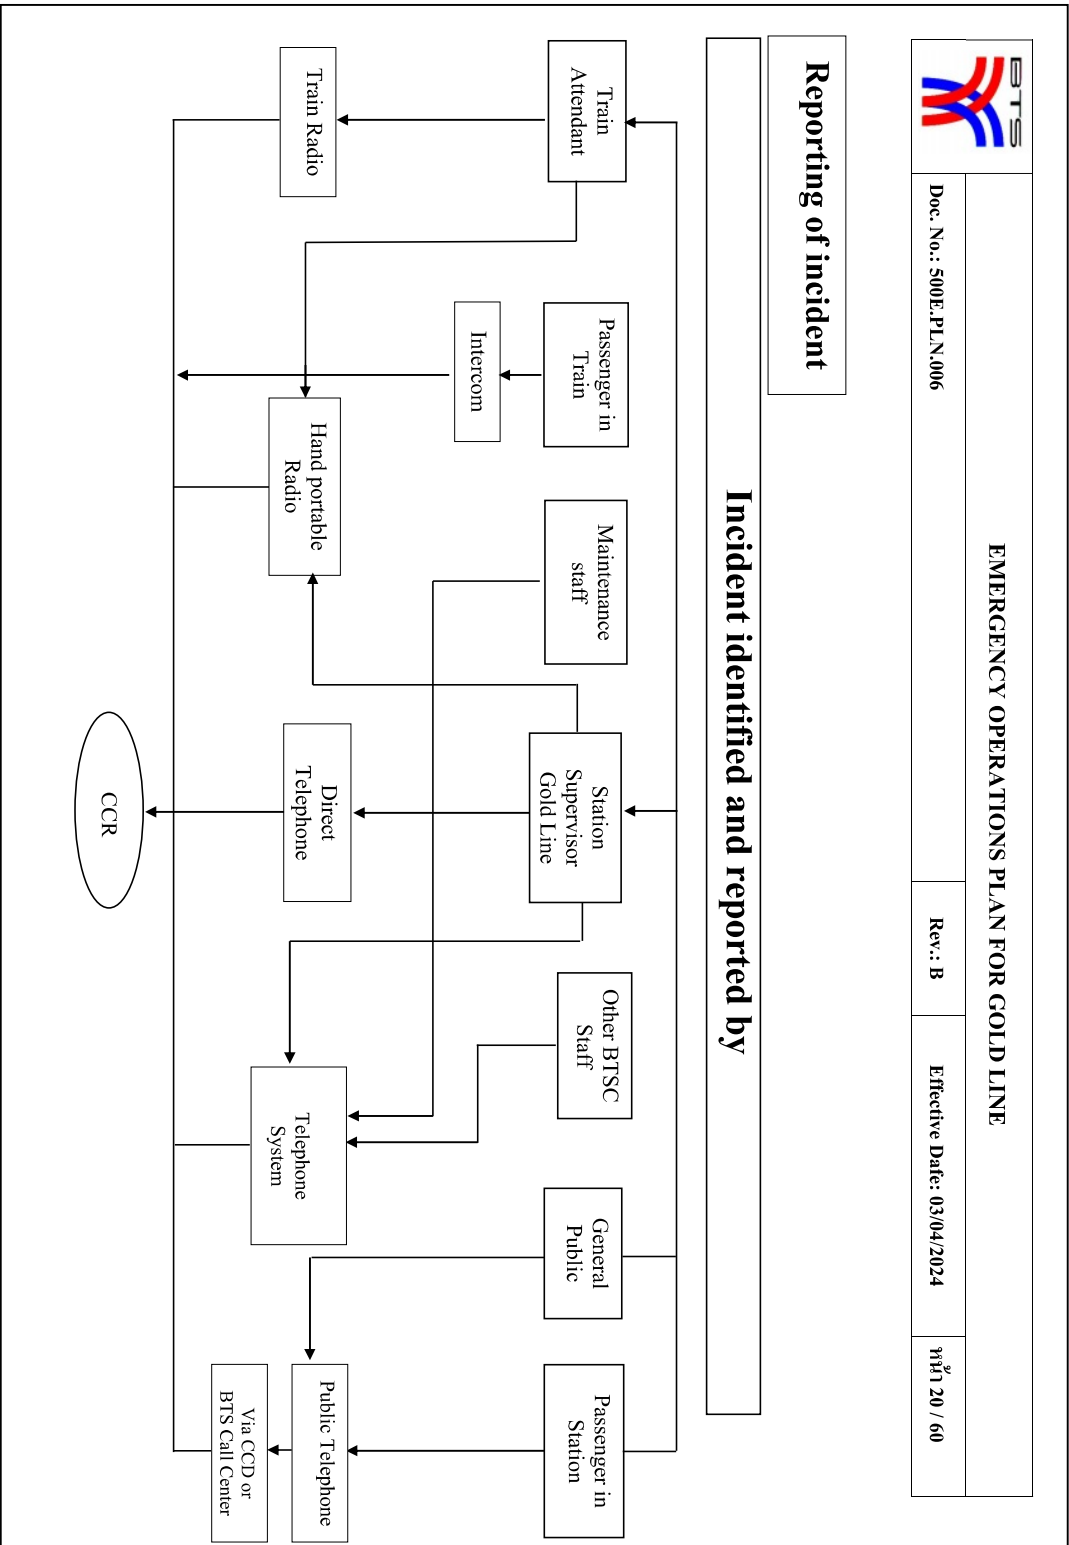 BTS
EMERGENCY OPERATIONS PLAN FOR GOLD LINE
Doc. No.: 500E.PLN.006
Rev.: B
Effective Dafe: 03/04/2024
หน้า 20 / 60
Reporting of incident
Incident identified and reported by
Train
Attendant
Passenger in
Train
Maintenance
staff
Station
Supervisor
Gold Line
Other BTSC
Staff
General
Public
Passenger in
Station
Intercom
Train Radio
Hand portable
Radio
Direct
Telephone
Telephone
System
Public Telephone
Via CCD or
BTS Call Center
CCR